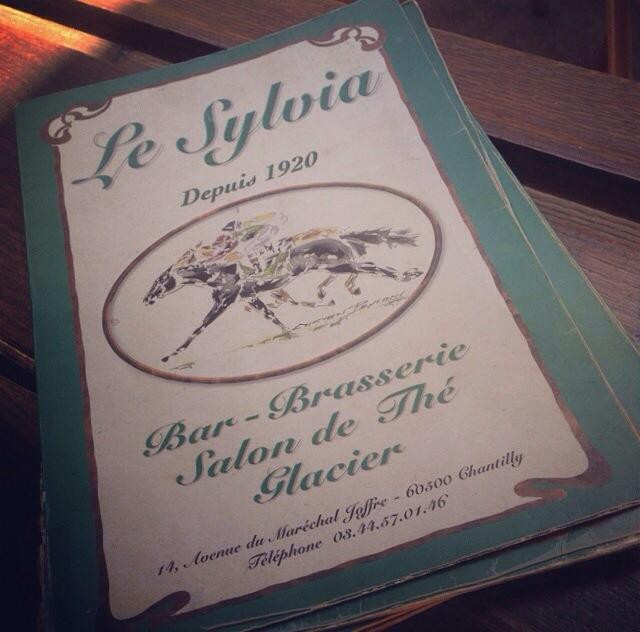 Le Sylvia
Depuis 1920
Bar - Brasserie
Salon de Thé
Glacier
14, Avenue du Maréchal Joffre - 60500 Chantilly
Téléphone 03.44.57.01.46